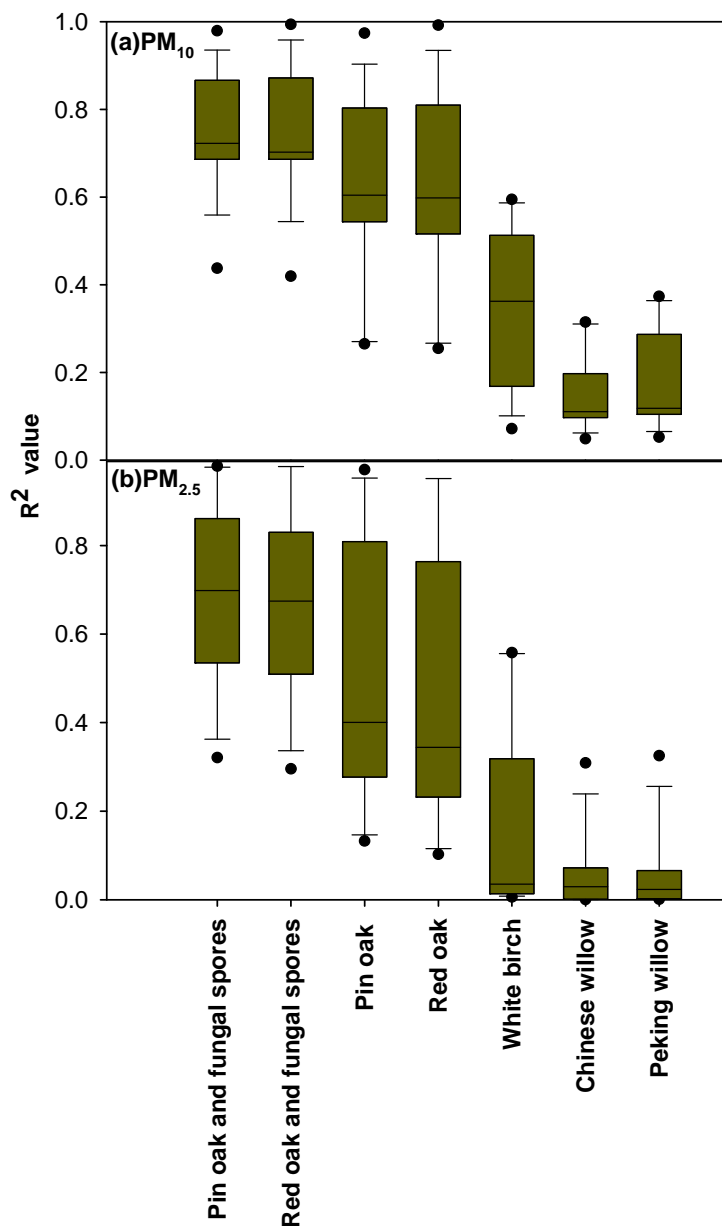 1.0
(a)PM10
0.8
0.6
0.4
0.2
0.0
(b)PM2.5
0.8
0.6
0.4
0.2
0.0
R2 value
Pin oak and fungal spores
Red oak and fungal spores
Pin oak
Red oak
White birch
Chinese willow
Peking willow